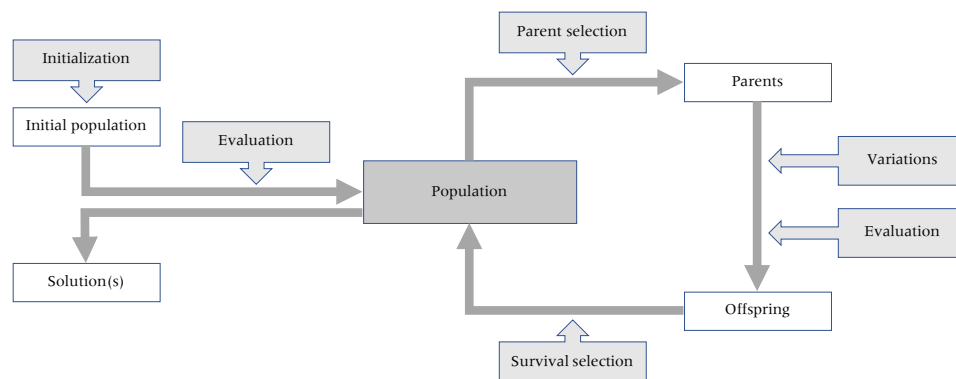 Parent selection
Initialization
Parents
Initial population
Evaluation
Variations
Population
Evaluation
Solution(s)
Offspring
Survival selection